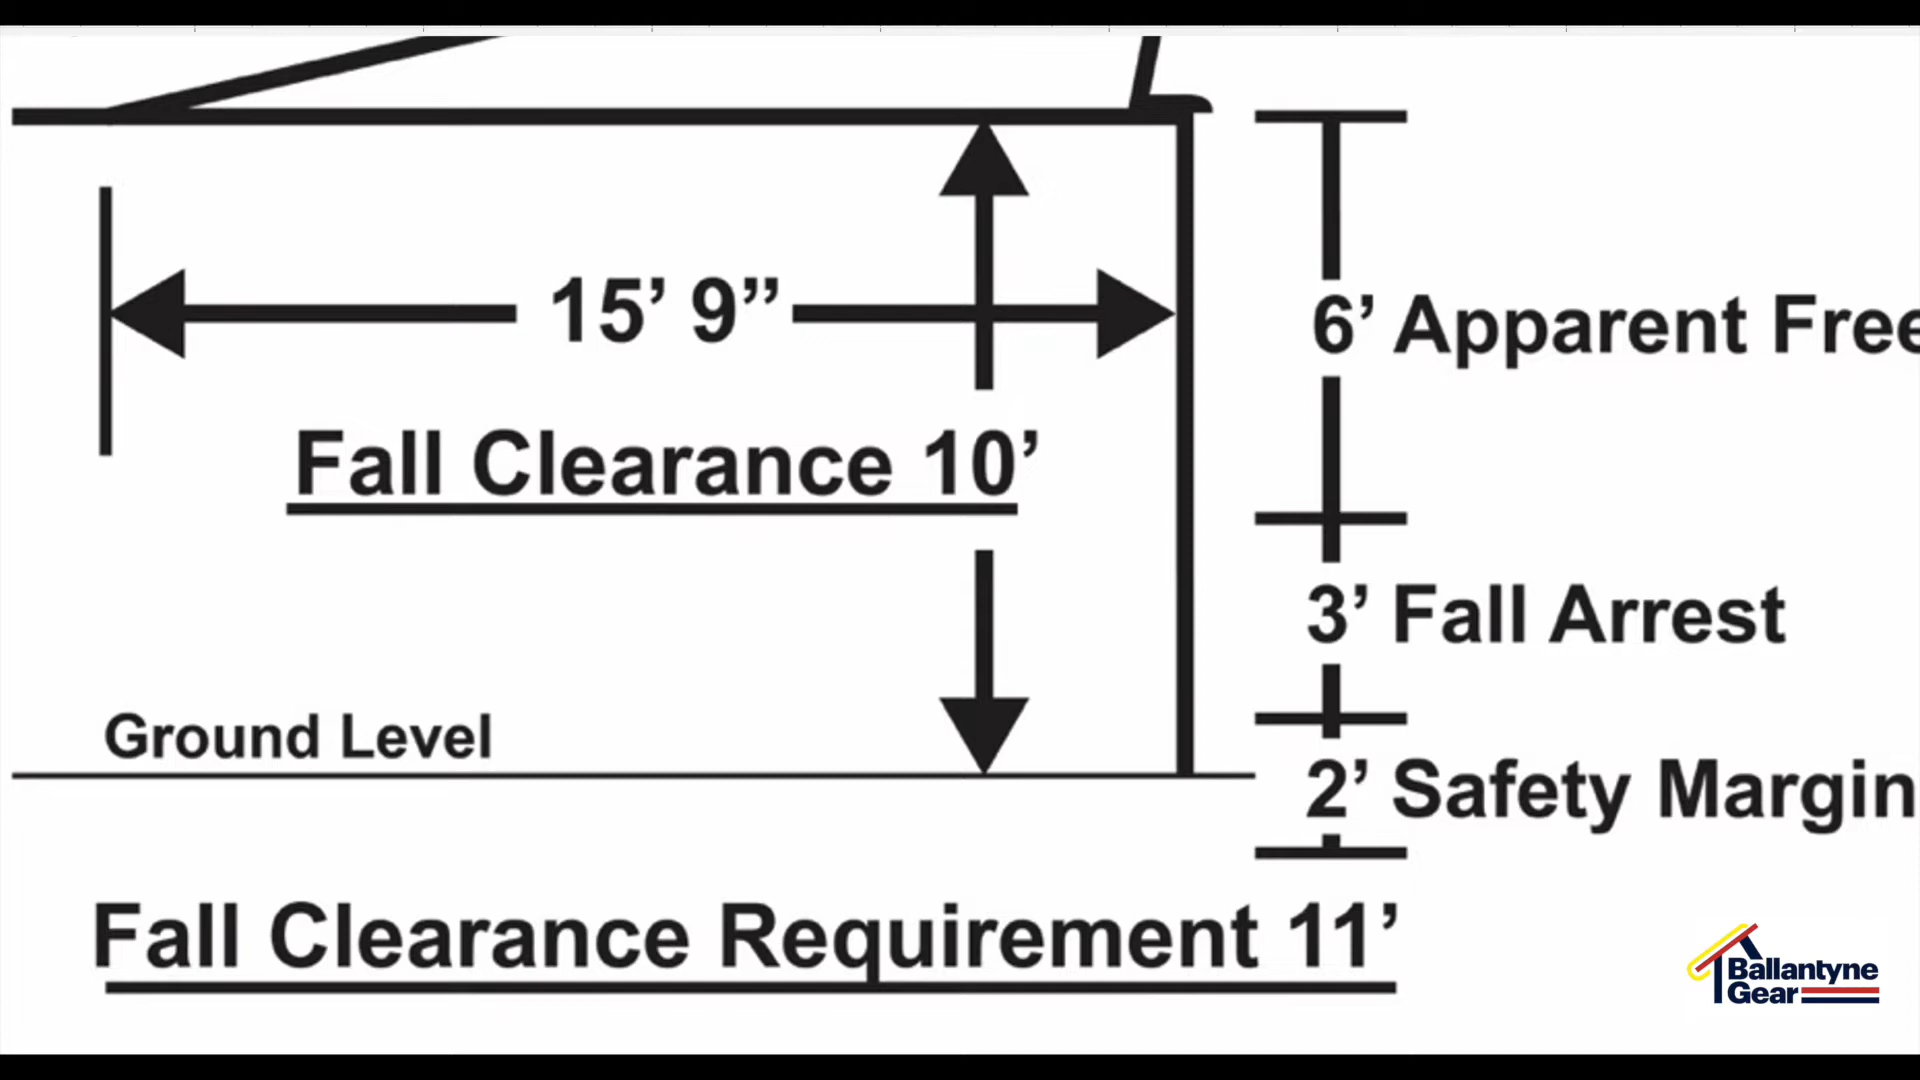 15’ 9”
6’ Apparent Free
Fall Clearance 10’
3’ Fall Arrest
Ground Level
2’ Safety Margin
Fall Clearance Requirement 11’
Ballantyne
Gear